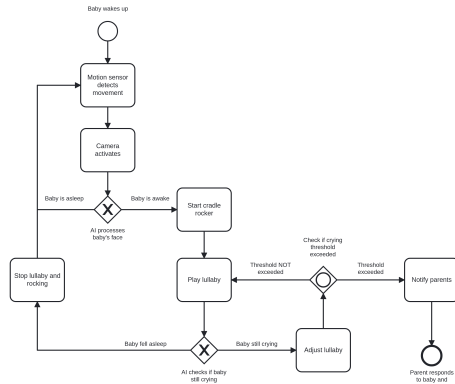 Baby wakes up
Motion sensor
detects
movement
Camera
activates
Baby is asleep
Baby is awake
X
AI processes
baby's face
Start cradle
rocker
Check if crying
threshold
exceeded
Stop lullaby and
rocking
Play lullaby
Threshold NOT
exceeded
Threshold
exceeded
Notify parents
Baby fell asleep
X
Baby still crying
Adjust lullaby
AI checks if baby
still crying
Parent responds
to baby and